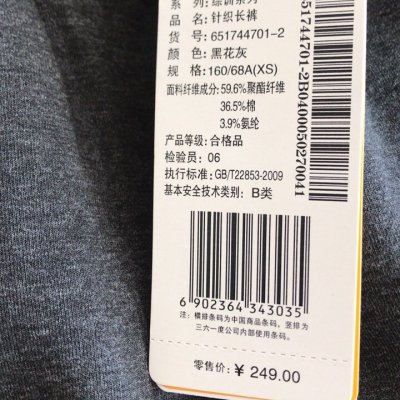 系 列: 综训系列
品 名: 针织长裤
货 号: 651744701-2
颜 色: 黑花灰
规 格: 160/68A(XS)
面料纤维成分: 59.6%聚酯纤维
36.5%棉
3.9%氨纶
产品等级: 合格品
检验员: 06
执行标准: GB/T22853-2009
基本安全技术类别: B类
6 902364 343035
注: 横排条码为中国商品条码, 竖排为
三六一度公司内部使用条码.
零售价: ¥ 249.00
651744701-2B0400050270041